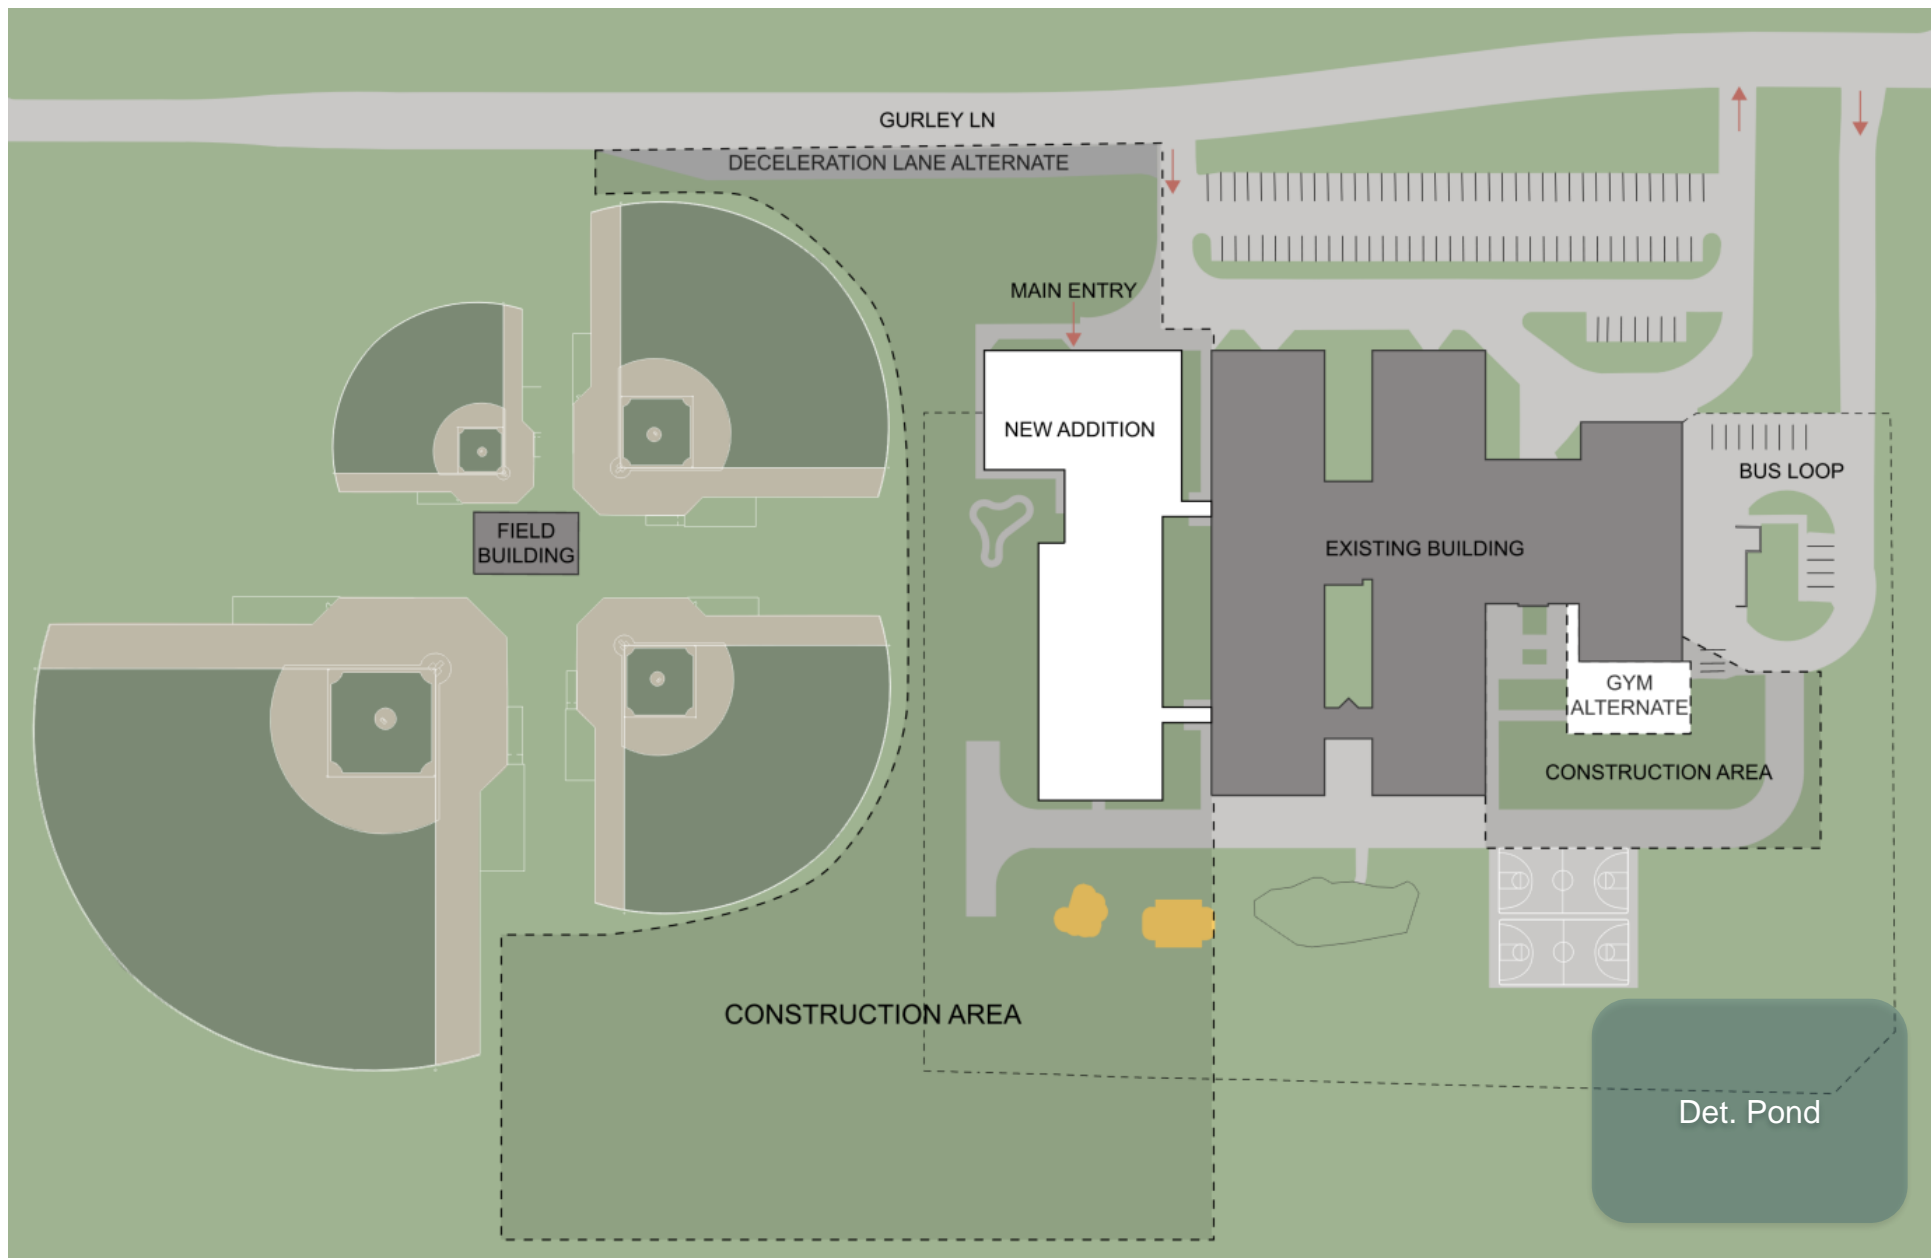 GURLEY LN
DECELERATION LANE ALTERNATE
MAIN ENTRY
NEW ADDITION
BUS LOOP
FIELD
BUILDING
EXISTING BUILDING
GYM
ALTERNATE
CONSTRUCTION AREA
CONSTRUCTION AREA
Det. Pond